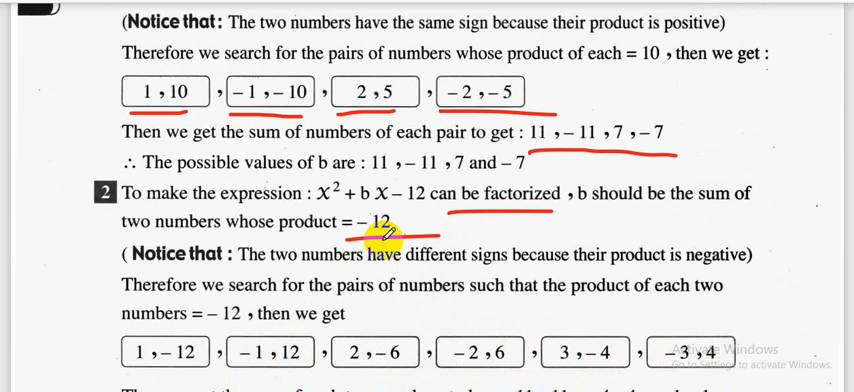 (Notice that : The two numbers have the same sign because their product is positive)
Therefore we search for the pairs of numbers whose product of each = 10 , then we get :
1 , 10 , – 1 , – 10 , 2 , 5 , – 2 , – 5
Then we get the sum of numbers of each pair to get : 11 , – 11 , 7 , – 7
∴ The possible values of b are : 11 , – 11 , 7 and – 7
2 To make the expression : x² + b x – 12 can be factorized , b should be the sum of
two numbers whose product = – 12
( Notice that : The two numbers have different signs because their product is negative)
Therefore we search for the pairs of numbers such that the product of each two
numbers = – 12 , then we get
1 , – 12 , – 1 , 12 , 2 , – 6 , – 2 , 6 , 3 , – 4 , – 3 , 4
Activate Windows
Go to Settings to activate Windows.